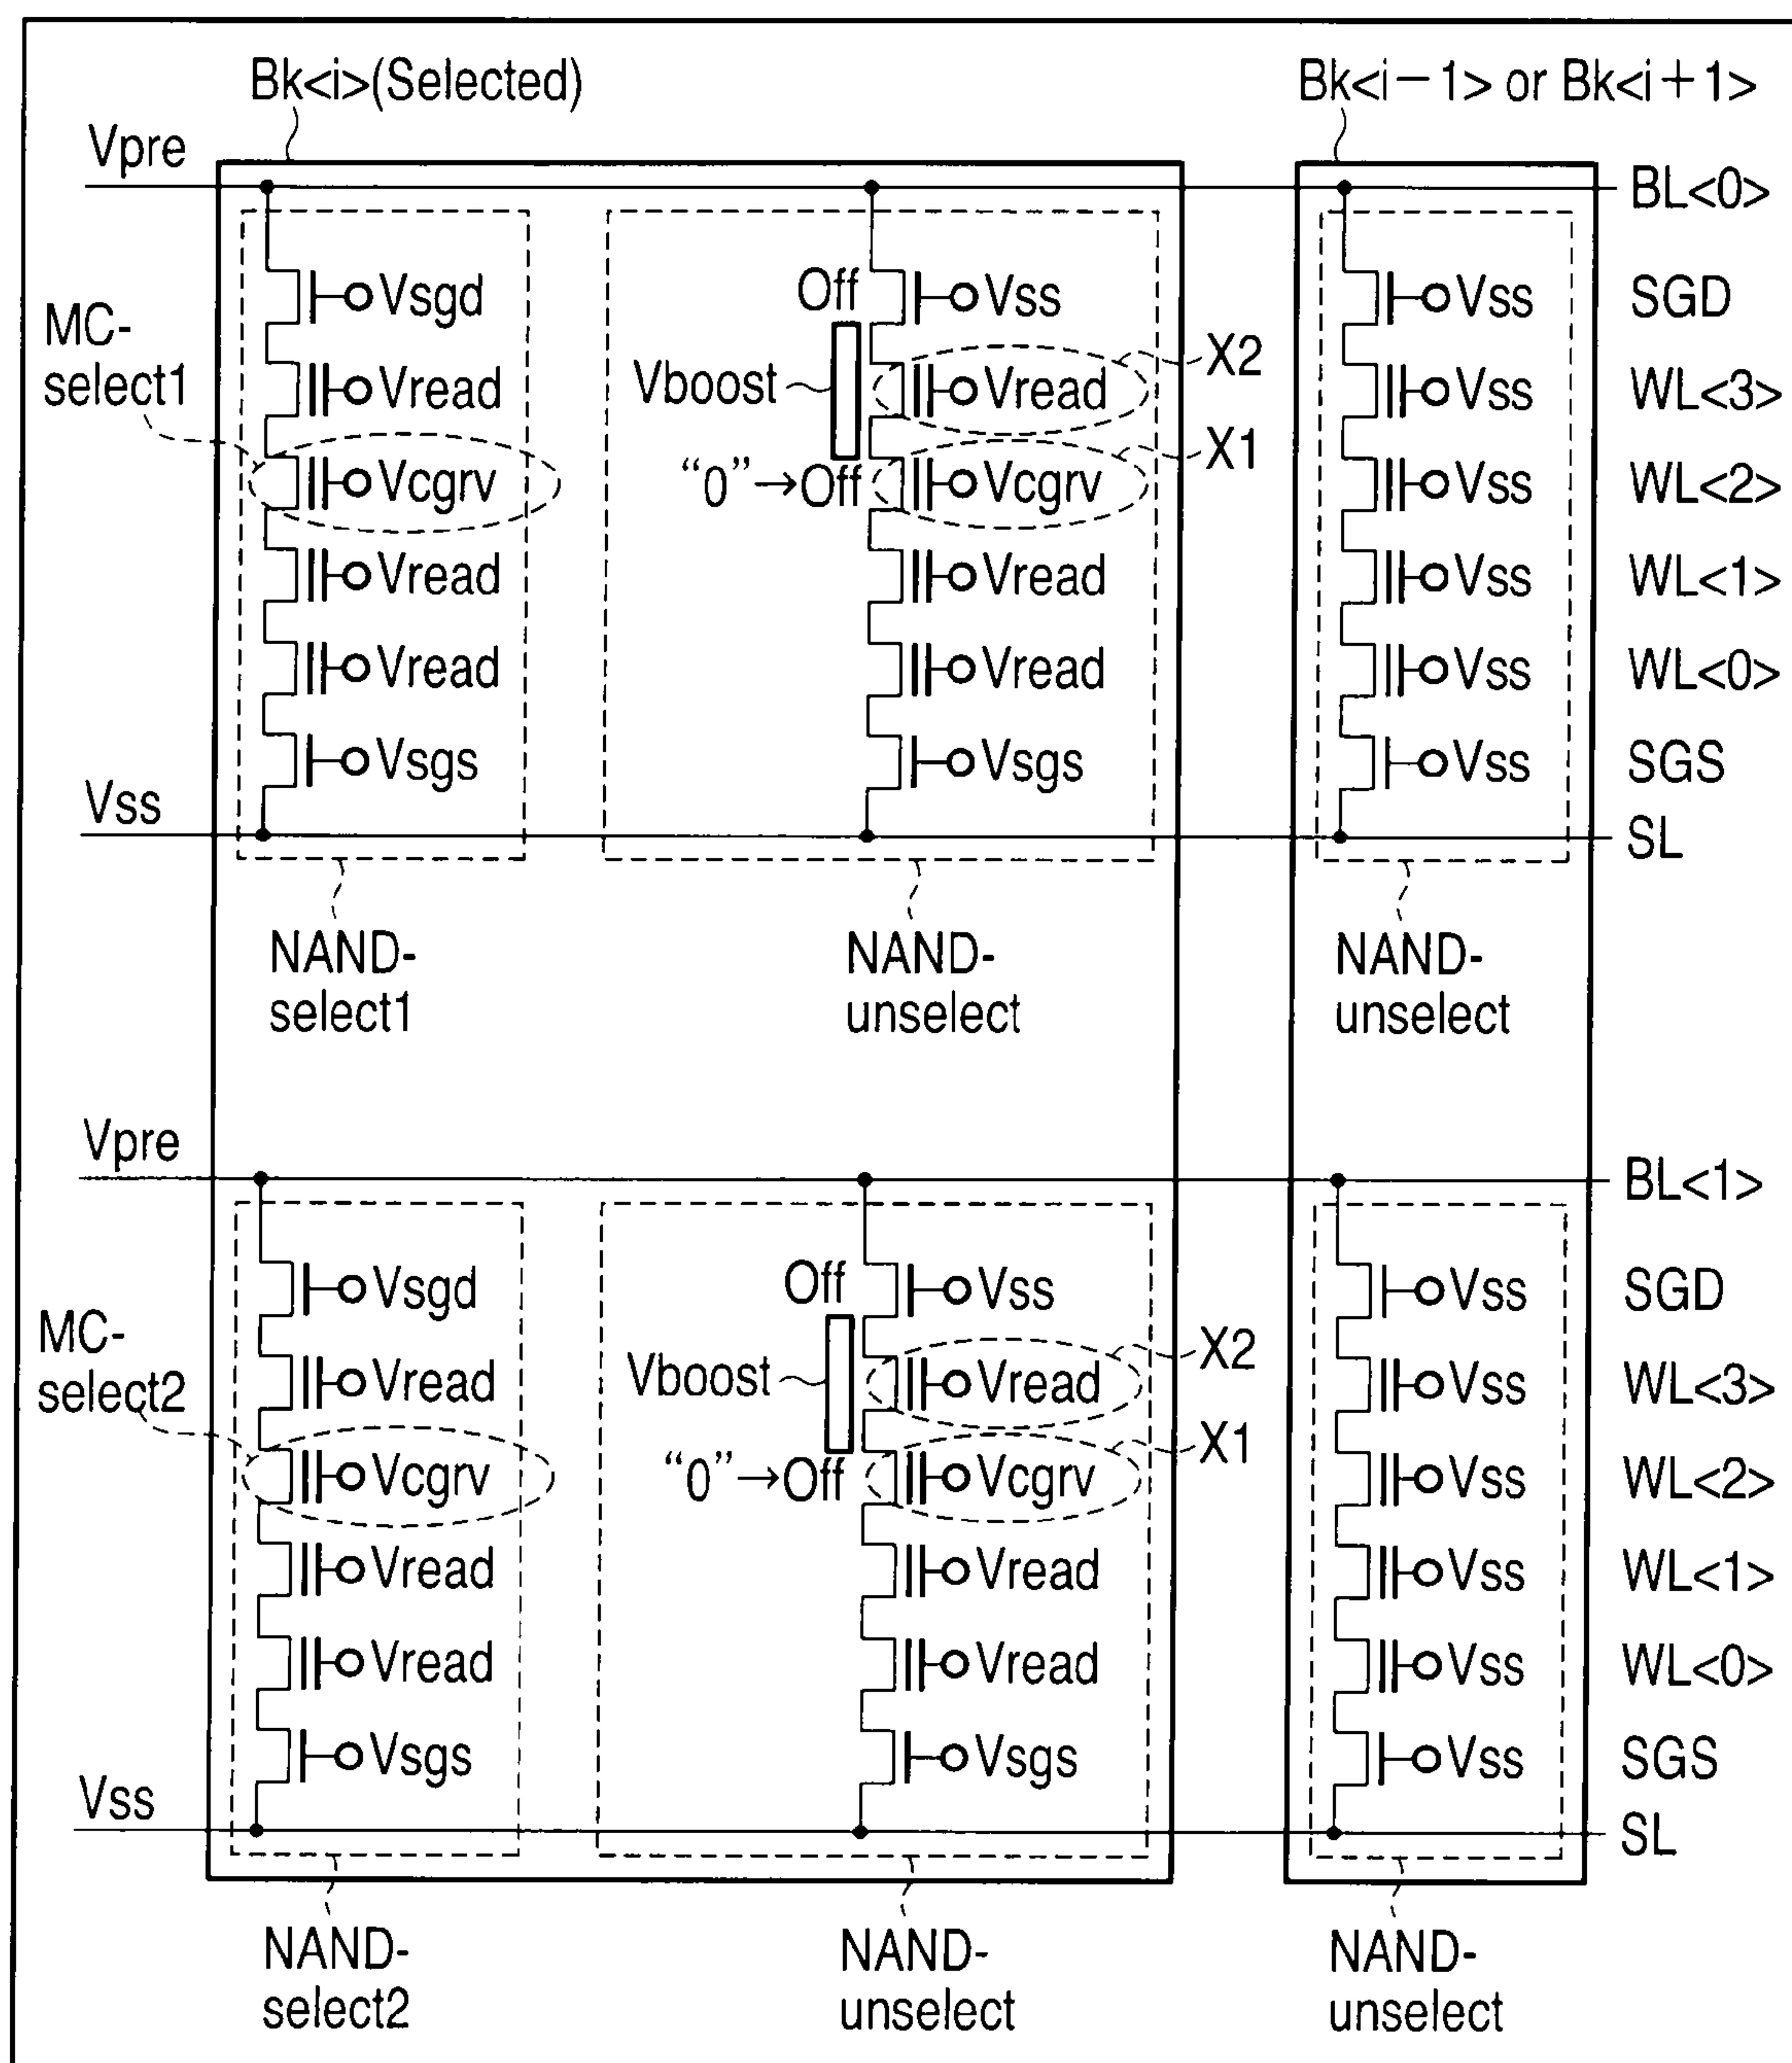 Bk<i>(Selected)
Bk<i−1> or Bk<i+1>
Vpre
BL<0>
Vsgd
Off
Vss
Vss
SGD
MC-
select1
Vread
Vboost
Vread
X2
Vss
WL<3>
Vcgrv
“0”→Off
Vcgrv
X1
Vss
WL<2>
Vread
Vread
Vss
WL<1>
Vread
Vread
Vss
WL<0>
Vsgs
Vsgs
Vss
SGS
Vss
SL
NAND-
select1
NAND-
unselect
NAND-
unselect
Vpre
BL<1>
Vsgd
Off
Vss
Vss
SGD
MC-
select2
Vread
Vboost
Vread
X2
Vss
WL<3>
Vcgrv
“0”→Off
Vcgrv
X1
Vss
WL<2>
Vread
Vread
Vss
WL<1>
Vread
Vread
Vss
WL<0>
Vsgs
Vsgs
Vss
SGS
Vss
SL
NAND-
select2
NAND-
unselect
NAND-
unselect